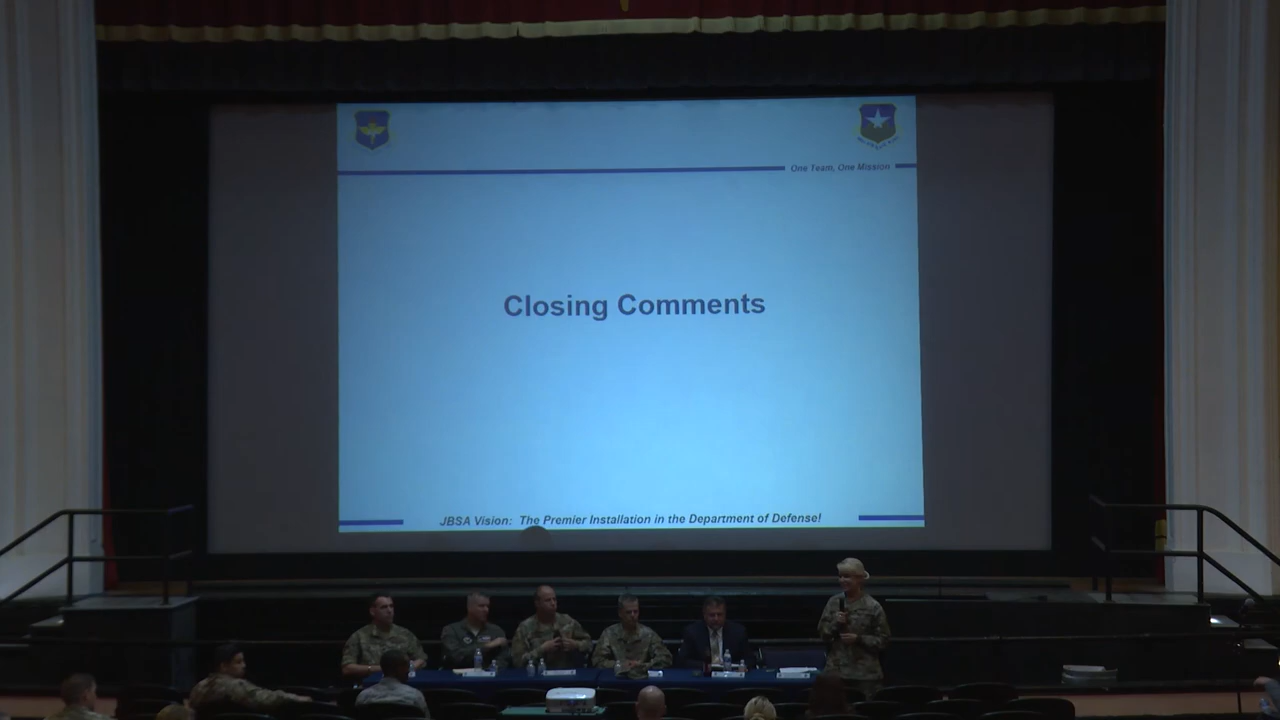 One Team, One Mission
Closing Comments
JBSA Vision: The Premier Installation in the Department of Defense!